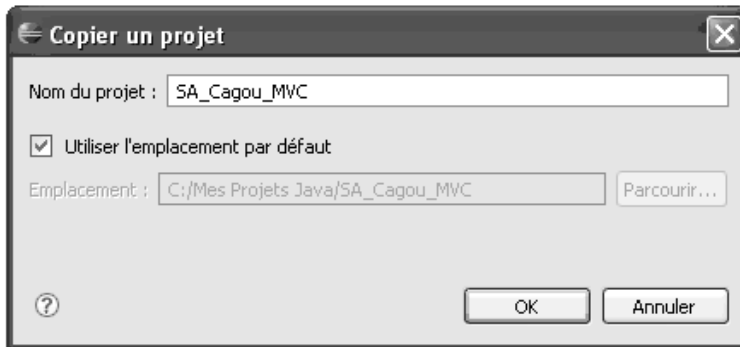 Copier un projet
Nom du projet : SA_Cagou_MVC
Utiliser l'emplacement par défaut
Emplacement : C:/Mes Projets Java/SA_Cagou_MVC Parcourir...
? OK Annuler